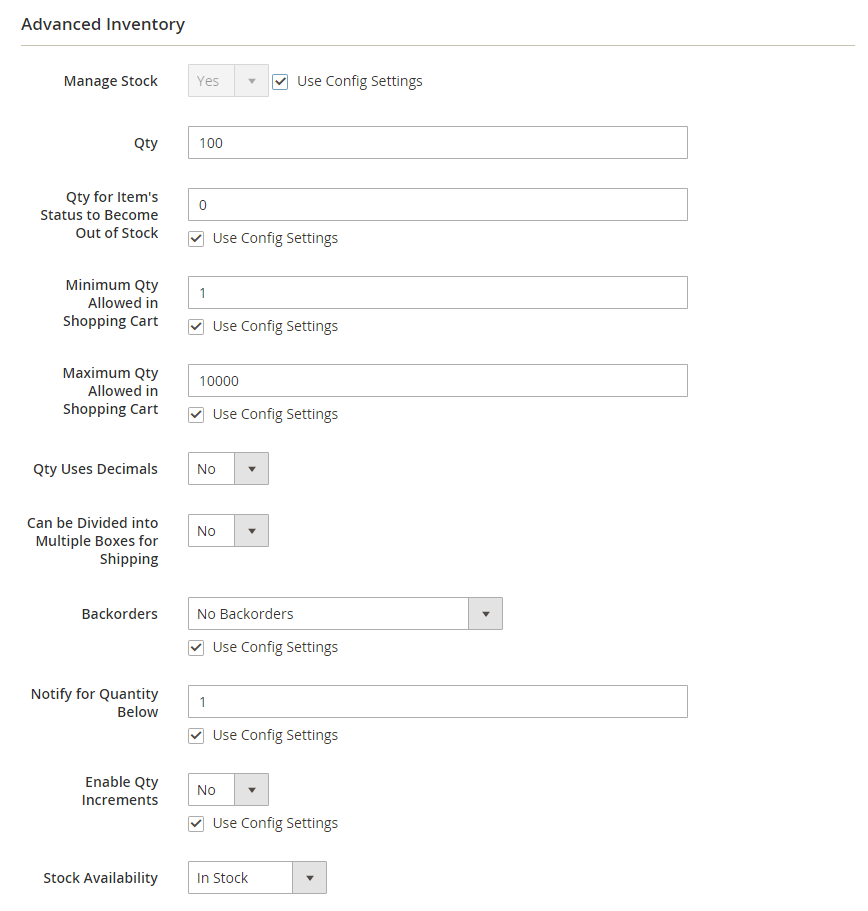 Advanced Inventory
Manage Stock Yes Use Config Settings
Qty 100
Qty for Item's
Status to Become
Out of Stock
0
Use Config Settings
Minimum Qty
Allowed in
Shopping Cart
1
Use Config Settings
Maximum Qty
Allowed in
Shopping Cart
10000
Use Config Settings
Qty Uses Decimals No
Can be Divided into
Multiple Boxes for
Shipping
No
Backorders No Backorders
Use Config Settings
Notify for Quantity
Below
1
Use Config Settings
Enable Qty
Increments
No
Use Config Settings
Stock Availability In Stock